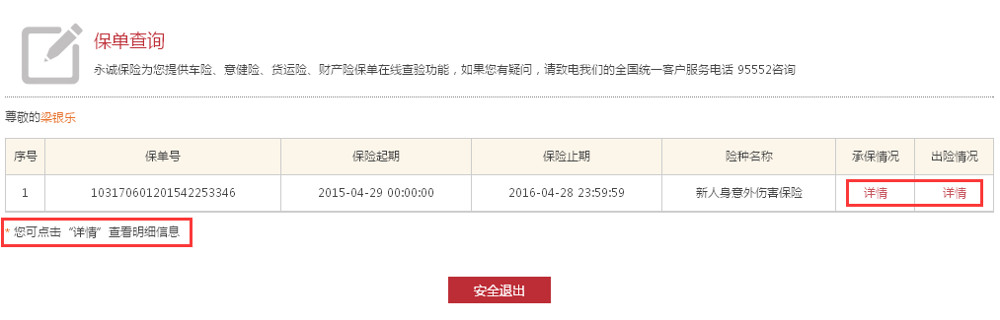 保单查询
永诚保险为您提供车险、意健险、货运险、财产险保单在线查验功能，如果您有疑问，请致电我们的全国统一客户服务电话 95552咨询
尊敬的梁银乐
序号 保单号 保险起期 保险止期 险种名称 承保情况 出险情况
1 103170601201542253346 2015-04-29 00:00:00 2016-04-28 23:59:59 新人身意外伤害保险 详情 详情
* 您可点击“详情”查看明细信息
安全退出